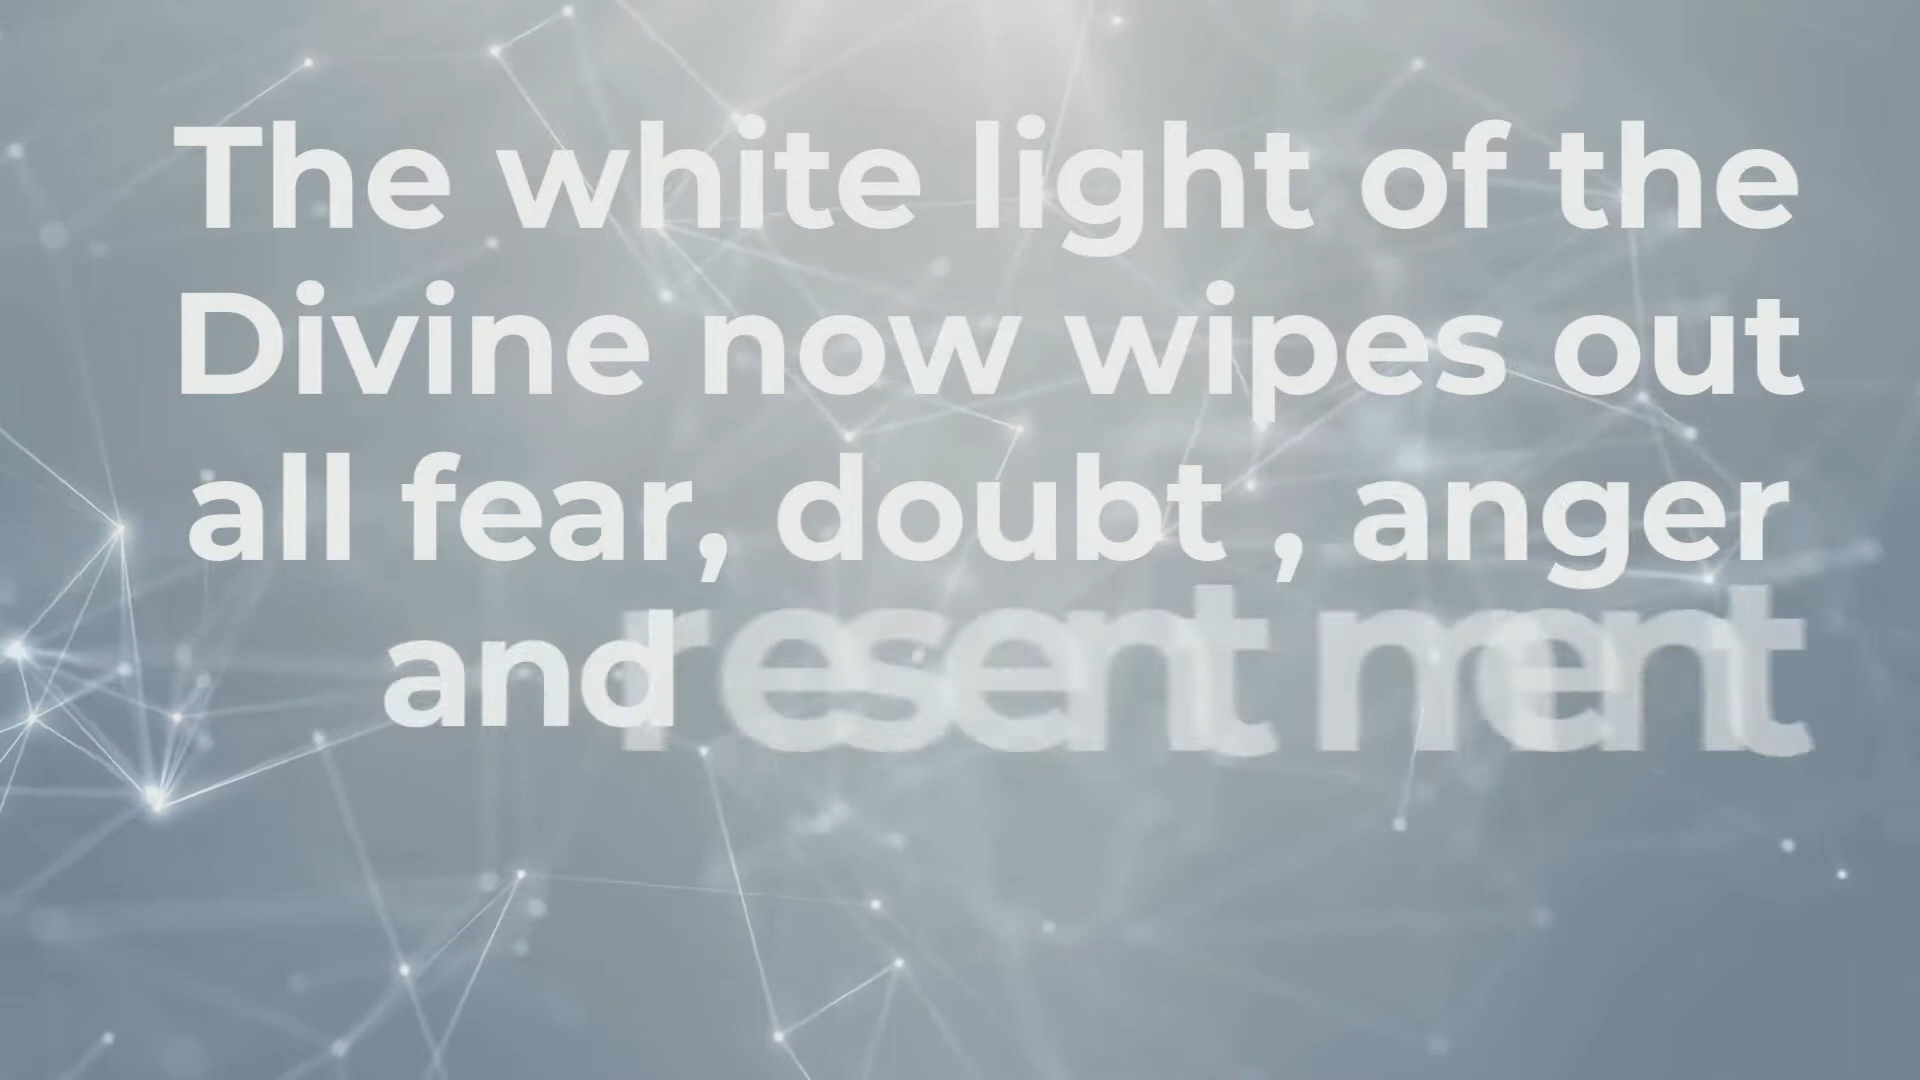 The white light of the
Divine now wipes out
all fear, doubt , anger
and resentment